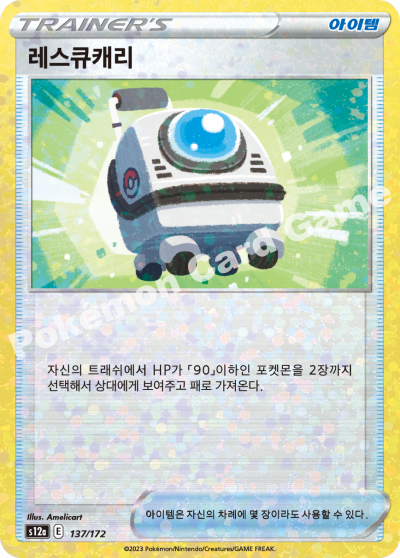 TRAINER'S
아이템
레스큐캐리
Pokémon Card Game
자신의 트래쉬에서 HP가 「90」이하인 포켓몬을 2장까지
선택해서 상대에게 보여주고 패로 가져온다.
Illus. Amelicart
s12a E 137/172
아이템은 자신의 차례에 몇 장이라도 사용할 수 있다.
©2023 Pokémon/Nintendo/Creatures/GAME FREAK.